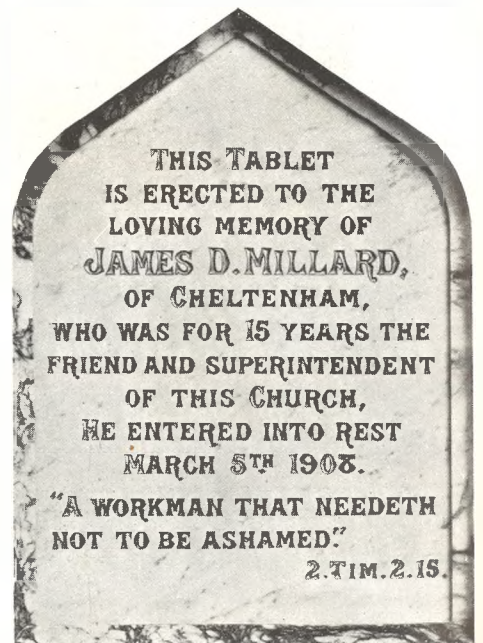 THIS TABLET
IS ERECTED TO THE
LOVING MEMORY OF
JAMES D. MILLARD,
OF CHELTENHAM,
WHO WAS FOR 15 YEARS THE
FRIEND AND SUPERINTENDENT
OF THIS CHURCH,
HE ENTERED INTO REST
MARCH 5TH 1908.
"A WORKMAN THAT NEEDETH
NOT TO BE ASHAMED."
2.TIM.2.15.